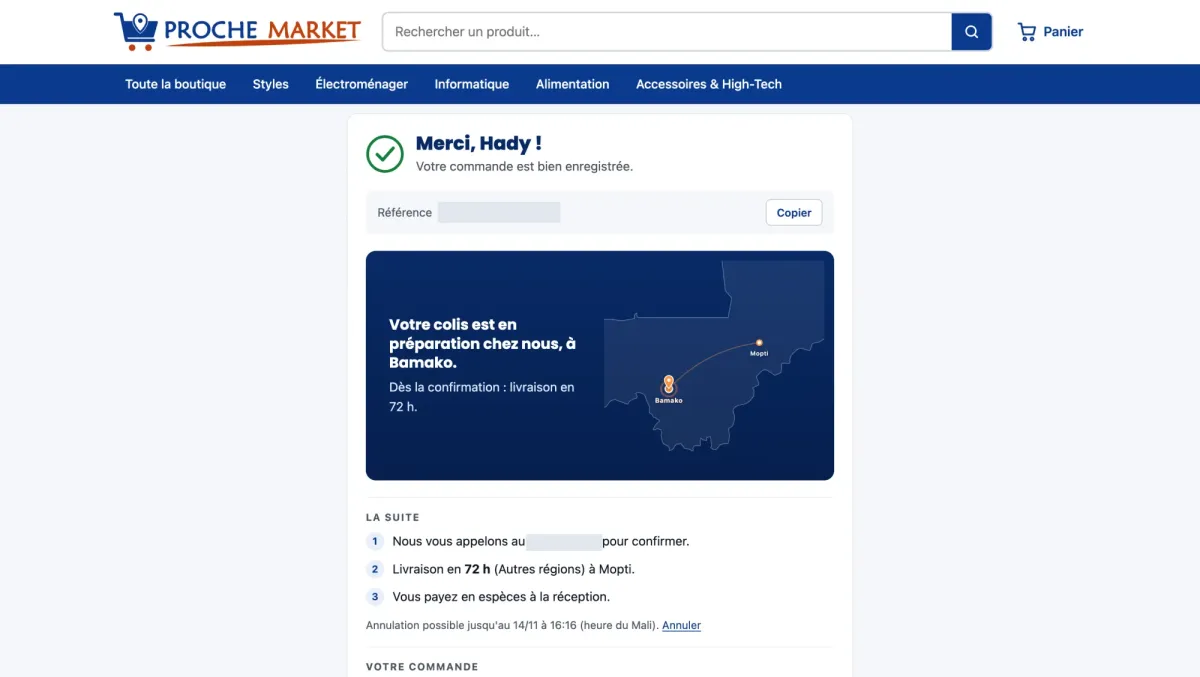 PROCHE MARKET
Rechercher un produit...
Panier
Toute la boutique
Styles
Électroménager
Informatique
Alimentation
Accessoires & High-Tech
Merci, Hady !
Votre commande est bien enregistrée.
Référence
Copier
Votre colis est en
préparation chez nous, à
Bamako.
Dès la confirmation : livraison en
72 h.
Mopti
Bamako
LA SUITE
1 Nous vous appelons au pour confirmer.
2 Livraison en 72 h (Autres régions) à Mopti.
3 Vous payez en espèces à la réception.
Annulation possible jusqu'au 14/11 à 16:16 (heure du Mali). Annuler
VOTRE COMMANDE